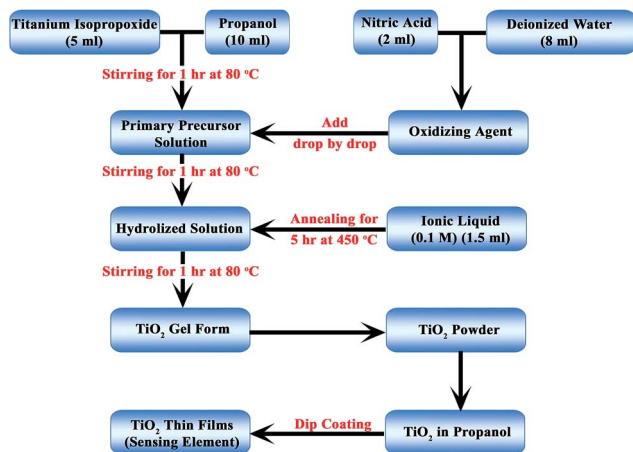 Titanium Isopropoxide
(5 ml)
Propanol
(10 ml)
Nitric Acid
(2 ml)
Deionized Water
(8 ml)
Stirring for 1 hr at 80 °C
Primary Precursor
Solution
Add
drop by drop
Oxidizing Agent
Stirring for 1 hr at 80 °C
Hydrolized Solution
Annealing for
5 hr at 450 °C
Ionic Liquid
(0.1 M) (1.5 ml)
Stirring for 1 hr at 80 °C
TiO₂ Gel Form
TiO₂ Powder
TiO₂ Thin Films
(Sensing Element)
Dip Coating
TiO₂ in Propanol